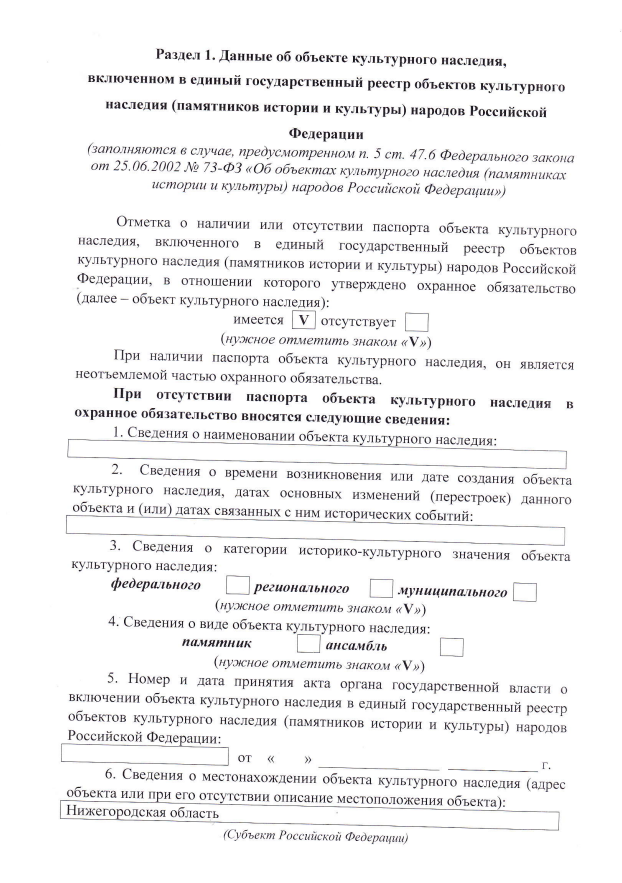 Раздел 1. Данные об объекте культурного наследия,
включенном в единый государственный реестр объектов культурного
наследия (памятников истории и культуры) народов Российской
Федерации
(заполняются в случае, предусмотренном п. 5 ст. 47.6 Федерального закона
от 25.06.2002 № 73-ФЗ «Об объектах культурного наследия (памятниках
истории и культуры) народов Российской Федерации»)
Отметка о наличии или отсутствии паспорта объекта культурного
наследия, включенного в единый государственный реестр объектов
культурного наследия (памятников истории и культуры) народов Российской
Федерации, в отношении которого утверждено охранное обязательство
(далее – объект культурного наследия):
имеется V отсутствует
(нужное отметить знаком «V»)
При наличии паспорта объекта культурного наследия, он является
неотъемлемой частью охранного обязательства.
При отсутствии паспорта объекта культурного наследия в
охранное обязательство вносятся следующие сведения:
1. Сведения о наименовании объекта культурного наследия:
2. Сведения о времени возникновения или дате создания объекта
культурного наследия, датах основных изменений (перестроек) данного
объекта и (или) датах связанных с ним исторических событий:
3. Сведения о категории историко-культурного значения объекта
культурного наследия:
федерального регионального муниципального
(нужное отметить знаком «V»)
4. Сведения о виде объекта культурного наследия:
памятник ансамбль
(нужное отметить знаком «V»)
5. Номер и дата принятия акта органа государственной власти о
включении объекта культурного наследия в единый государственный реестр
объектов культурного наследия (памятников истории и культуры) народов
Российской Федерации:
от « » _________________ _____________ г.
6. Сведения о местонахождении объекта культурного наследия (адрес
объекта или при его отсутствии описание местоположения объекта):
Нижегородская область
(Субъект Российской Федерации)